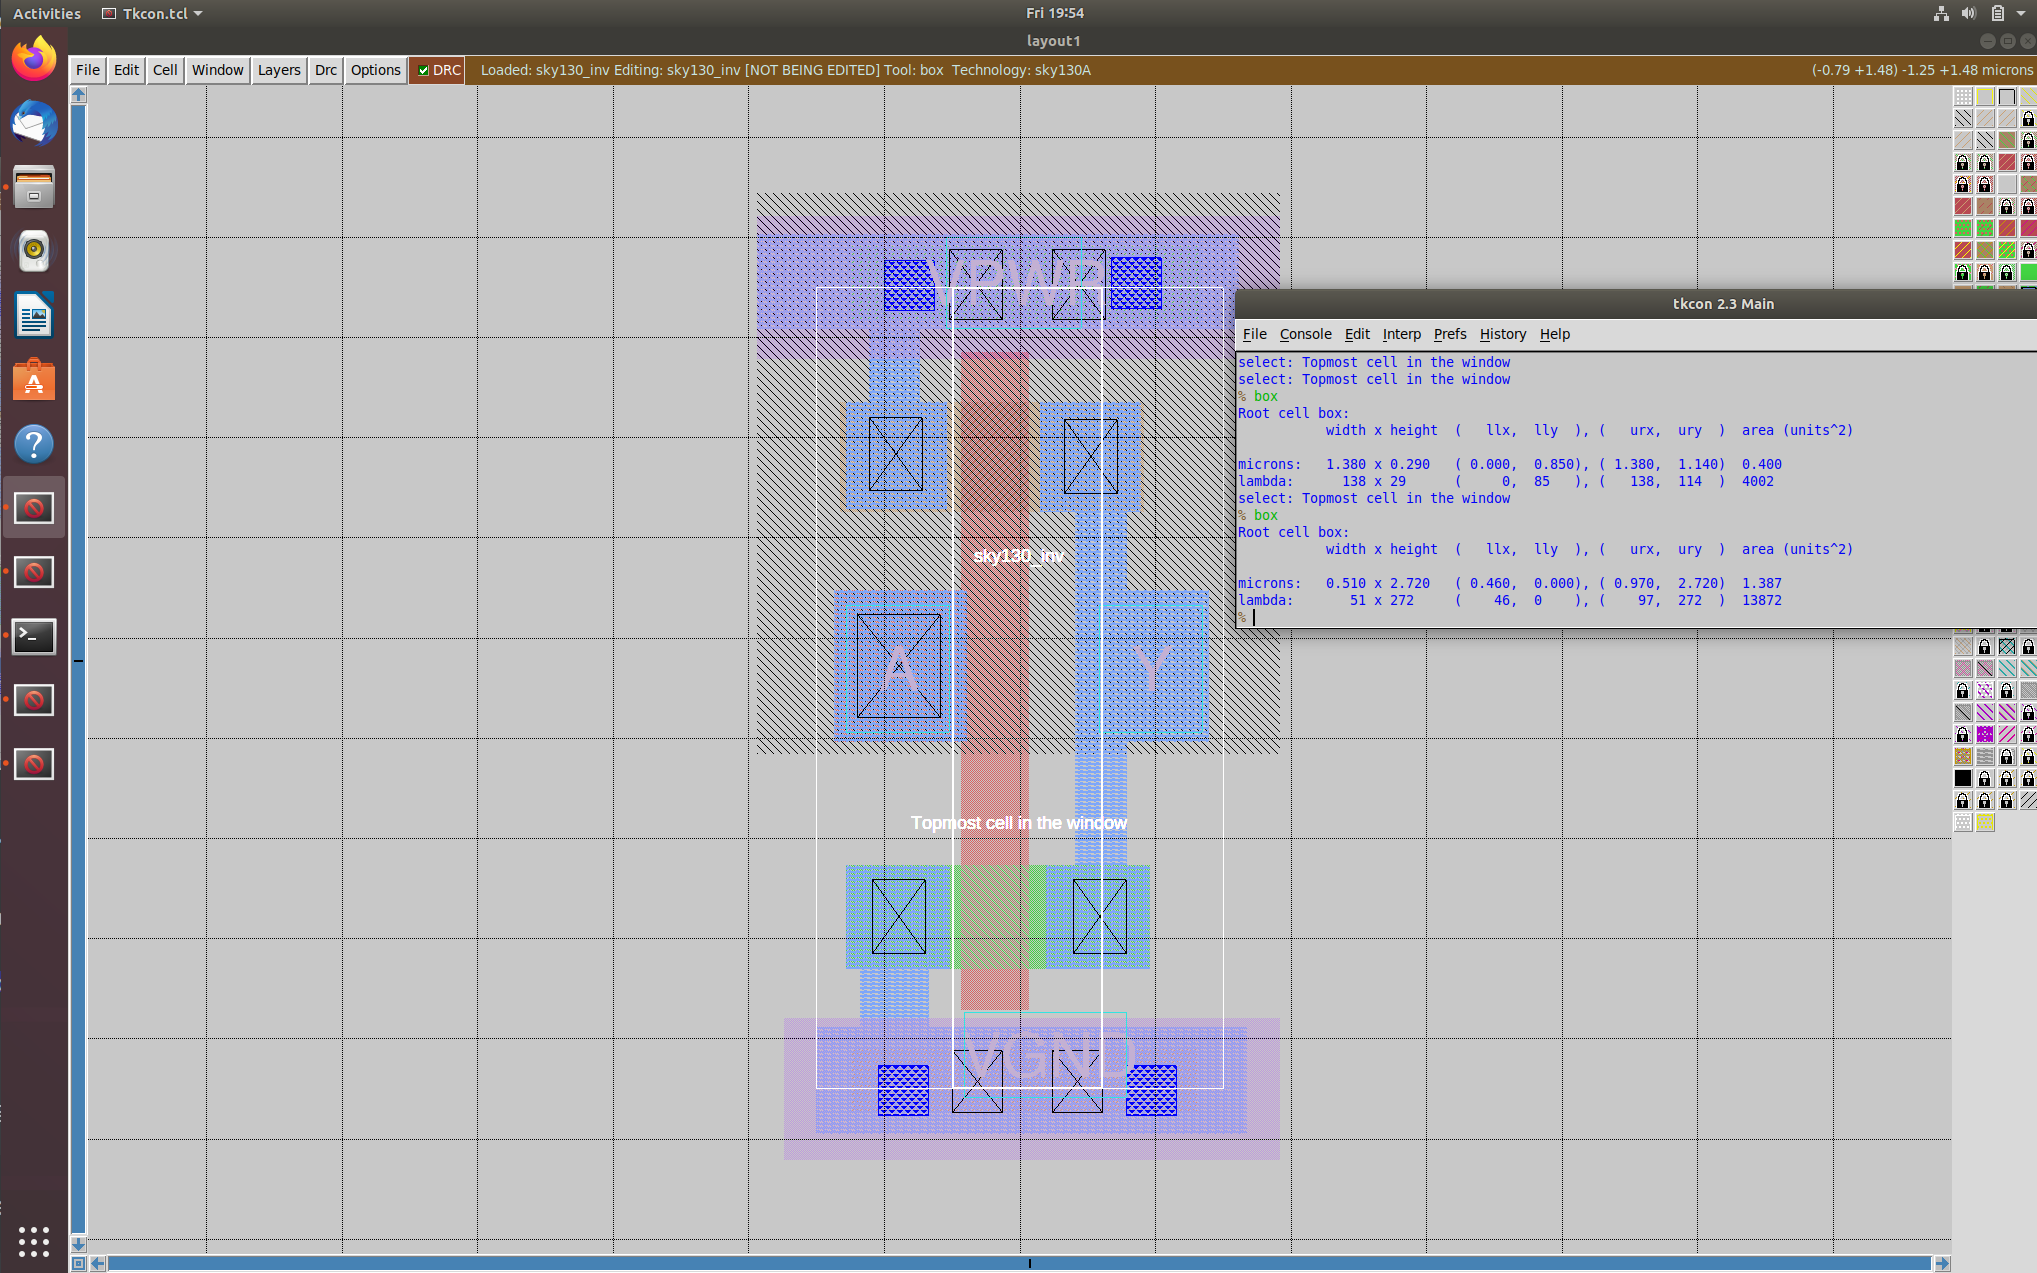 Activities Tkcon.tcl Fri 19:54
layout1
File Edit Cell Window Layers Drc Options DRC Loaded: sky130_inv Editing: sky130_inv [NOT BEING EDITED] Tool: box Technology: sky130A (-0.79 +1.48) -1.25 +1.48 microns
VPWR
sky130_inv
A
Y
Topmost cell in the window
VGND
tkcon 2.3 Main
File Console Edit Interp Prefs History Help
select: Topmost cell in the window
select: Topmost cell in the window
% box
Root cell box:
width x height ( llx, lly ), ( urx, ury ) area (units^2)
microns: 1.380 x 0.290 ( 0.000, 0.850), ( 1.380, 1.140) 0.400
lambda: 138 x 29 ( 0, 85 ), ( 138, 114 ) 4002
select: Topmost cell in the window
% box
Root cell box:
width x height ( llx, lly ), ( urx, ury ) area (units^2)
microns: 0.510 x 2.720 ( 0.460, 0.000), ( 0.970, 2.720) 1.387
lambda: 51 x 272 ( 46, 0 ), ( 97, 272 ) 13872
%